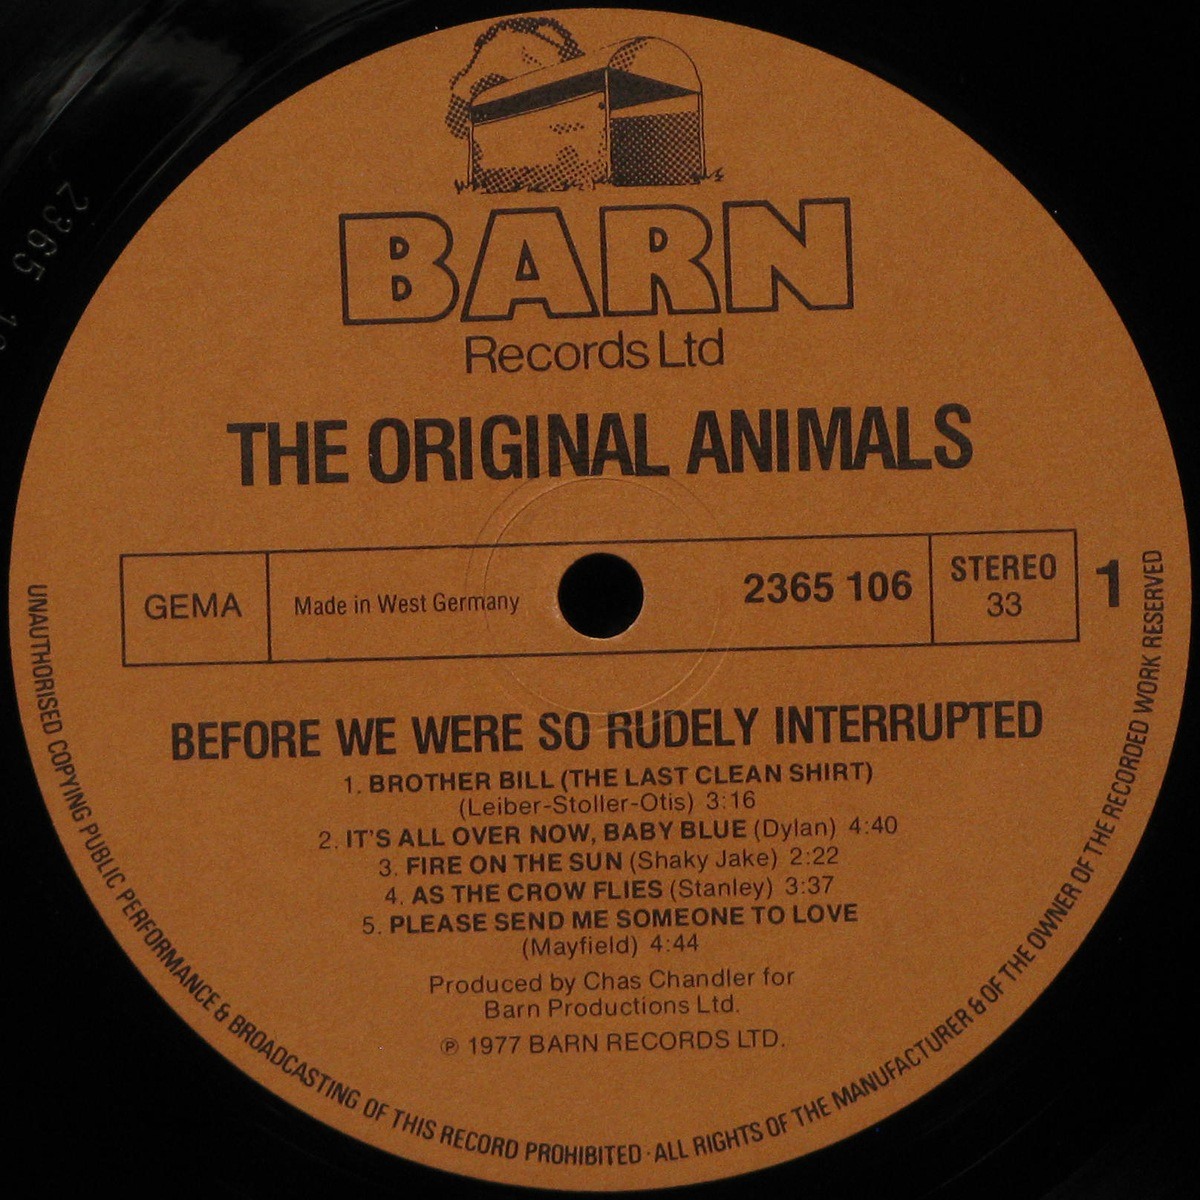 BARN
Records Ltd
THE ORIGINAL ANIMALS
GEMA
Made in West Germany
2365 106
STEREO
33
1
BEFORE WE WERE SO RUDELY INTERRUPTED
1. BROTHER BILL (THE LAST CLEAN SHIRT)
(Leiber-Stoller-Otis) 3:16
2. IT'S ALL OVER NOW, BABY BLUE (Dylan) 4:40
3. FIRE ON THE SUN (Shaky Jake) 2:22
4. AS THE CROW FLIES (Stanley) 3:37
5. PLEASE SEND ME SOMEONE TO LOVE
(Mayfield) 4:44
Produced by Chas Chandler for
Barn Productions Ltd.
℗ 1977 BARN RECORDS LTD.
UNAUTHORISED COPYING PUBLIC PERFORMANCE & BROADCASTING OF THIS RECORD PROHIBITED · ALL RIGHTS OF THE MANUFACTURER & OF THE OWNER OF THE RECORDED WORK RESERVED
2365